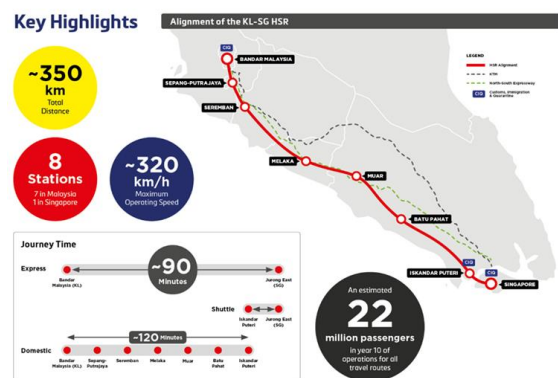 Key Highlights
Alignment of the KL-SG HSR
~350
km
Total
Distance
8
Stations
7 in Malaysia
1 in Singapore
~320
km/h
Maximum
Operating Speed
CIQ
BANDAR MALAYSIA
SEPANG-PUTRAJAYA
SEREMBAN
MELAKA
MUAR
BATU PAHAT
CIQ
CIQ
ISKANDAR PUTERI
SINGAPORE
LEGEND
HSR Alignment
KTM
North-South Expressway
CIQ
Customs, Immigration
& Quarantine
Journey Time
Express
~90
Minutes
Bandar
Malaysia (KL)
Jurong East
(SG)
Shuttle
Iskandar
Puteri
Jurong East
(SG)
~120 Minutes
Domestic
Bandar
Malaysia (KL)
Sepang-
Putrajaya
Seremban
Melaka
Muar
Batu
Pahat
Iskandar
Puteri
An estimated
22
million passengers
in year 10 of
operations for all
travel routes